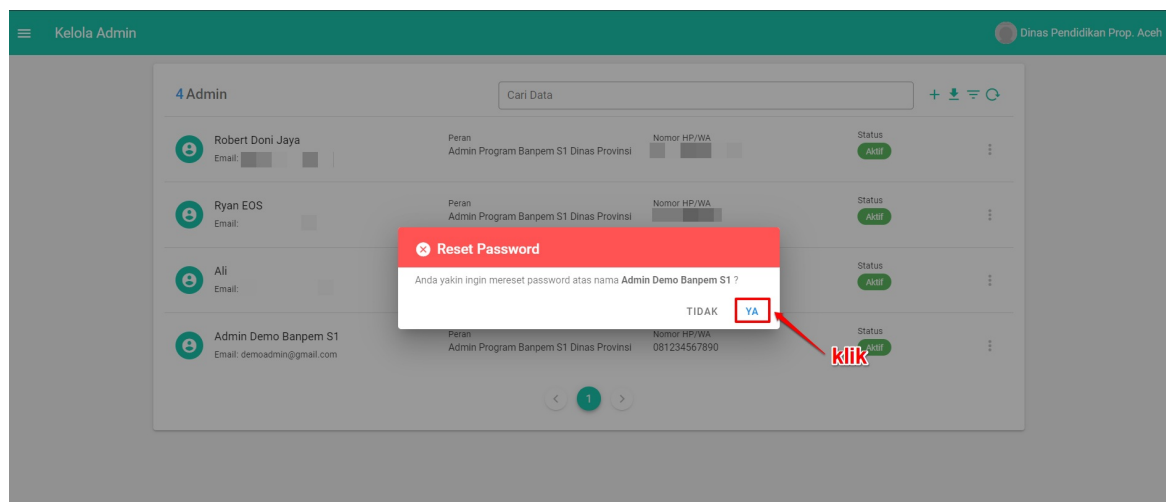 Kelola Admin
Dinas Pendidikan Prop. Aceh
4 Admin
Cari Data
Robert Doni Jaya
Email:
Peran
Admin Program Banpem S1 Dinas Provinsi
Nomor HP/WA
Status
Aktif
Ryan EOS
Email:
Peran
Admin Program Banpem S1 Dinas Provinsi
Nomor HP/WA
Status
Aktif
Reset Password
Anda yakin ingin mereset password atas nama Admin Demo Banpem S1 ?
TIDAK
YA
Ali
Email:
Status
Aktif
Admin Demo Banpem S1
Email: demoadmin@gmail.com
Peran
Admin Program Banpem S1 Dinas Provinsi
Nomor HP/WA
081234567890
Status
Aktif
klik
1